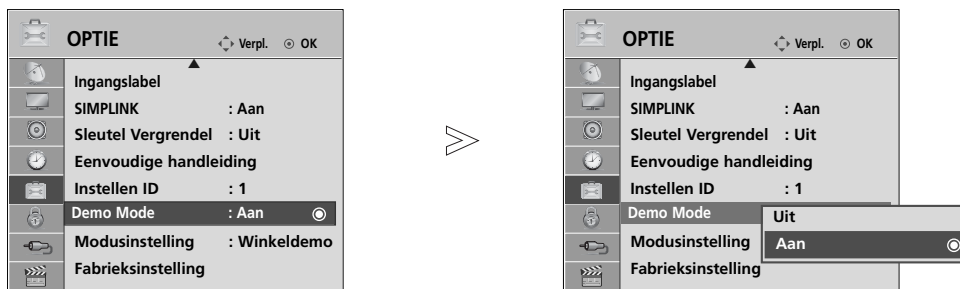 OPTIE Verpl. OK
Ingangslabel
SIMPLINK : Aan
Sleutel Vergrendel : Uit
Eenvoudige handleiding
Instellen ID : 1
Demo Mode : Aan
Modusinstelling : Winkeldemo
Fabrieksinstelling
OPTIE Verpl. OK
Ingangslabel
SIMPLINK : Aan
Sleutel Vergrendel : Uit
Eenvoudige handleiding
Instellen ID : 1
Demo Mode
Uit
Modusinstelling
Aan
Fabrieksinstelling